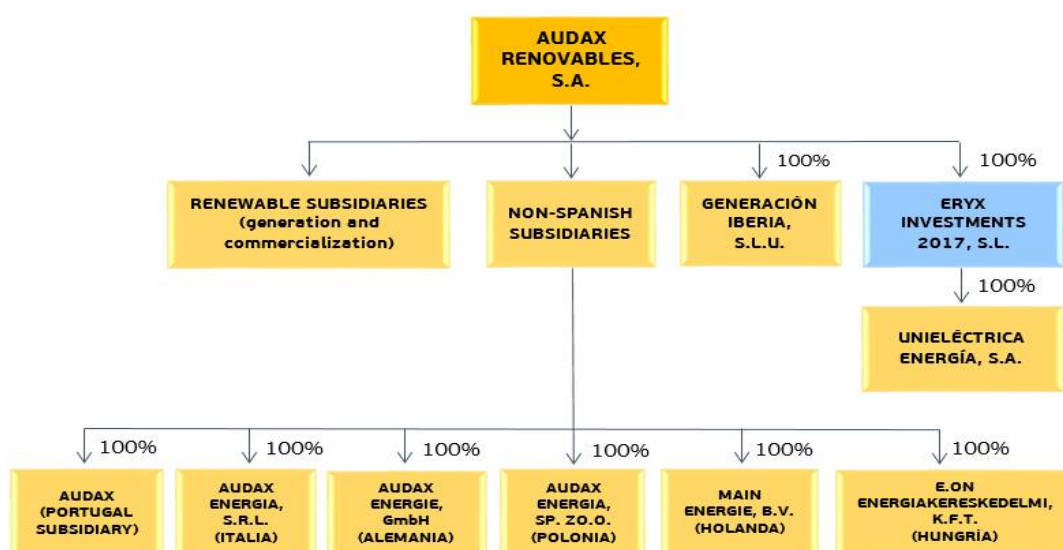 AUDAX
RENOVABLES,
S.A.
100%
100%
RENEWABLE SUBSIDIARIES
(generation and
commercialization)
NON-SPANISH
SUBSIDIARIES
GENERACIÓN
IBERIA,
S.L.U.
ERYX
INVESTMENTS
2017, S.L.
100%
UNIELÉCTRICA
ENERGÍA, S.A.
100%
100%
100%
100%
100%
100%
AUDAX
(PORTUGAL
SUBSIDIARY)
AUDAX
ENERGIA,
S.R.L.
(ITALIA)
AUDAX
ENERGIE,
GmbH
(ALEMANIA)
AUDAX
ENERGIA,
SP. ZO.O.
(POLONIA)
MAIN
ENERGIE, B.V.
(HOLANDA)
E.ON
ENERGIAKERESKEDELMI,
K.F.T.
(HUNGRÍA)